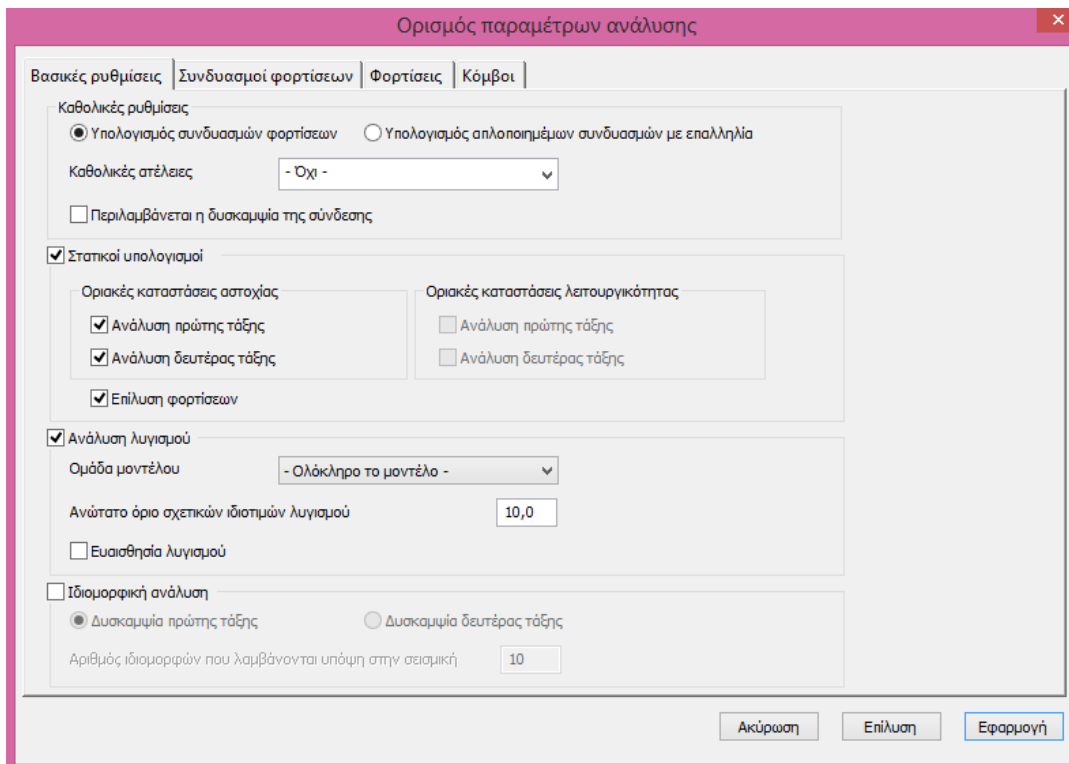 Ορισμός παραμέτρων ανάλυσης
Βασικές ρυθμίσεις Συνδυασμοί φορτίσεων Φορτίσεις Κόμβοι
Καθολικές ρυθμίσεις
Υπολογισμός συνδυασμών φορτίσεων Υπολογισμός απλοποιημέμων συνδυασμών με επαλληλία
Καθολικές ατέλειες - Όχι -
Περιλαμβάνεται η δυσκαμψία της σύνδεσης
Στατικοί υπολογισμοί
Οριακές καταστάσεις αστοχίας Οριακές καταστάσεις λειτουργικότητας
Ανάλυση πρώτης τάξης Ανάλυση πρώτης τάξης
Ανάλυση δευτέρας τάξης Ανάλυση δευτέρας τάξης
Επίλυση φορτίσεων
Ανάλυση λυγισμού
Ομάδα μοντέλου - Ολόκληρο το μοντέλο -
Ανώτατο όριο σχετικών ιδιοτιμών λυγισμού 10,0
Ευαισθησία λυγισμού
Ιδιομορφική ανάλυση
Δυσκαμψία πρώτης τάξης Δυσκαμψία δευτέρας τάξης
Αριθμός ιδιομορφών που λαμβάνονται υπόψη στην σεισμική 10
Ακύρωση Επίλυση Εφαρμογή